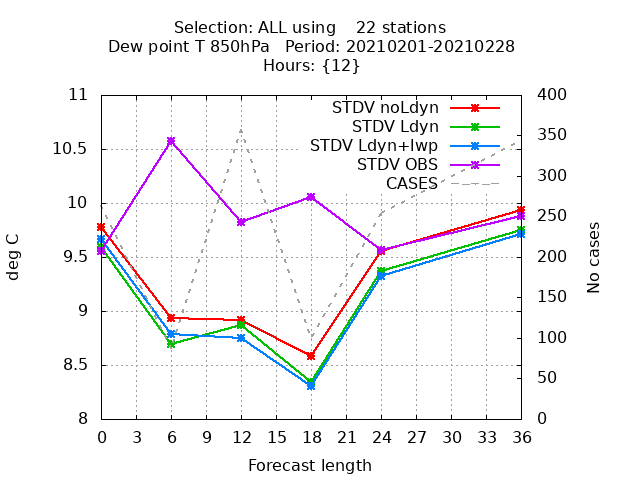 Selection: ALL using    22 stations
Dew point T 850hPa   Period: 20210201-20210228
Hours: {12}
STDV noLdyn
STDV Ldyn
STDV Ldyn+lwp
STDV OBS
CASES
11
10.5
10
9.5
9
8.5
8
400
350
300
250
200
150
100
50
0
deg C
No cases
0 3 6 9 12 15 18 21 24 27 30 33 36
Forecast length